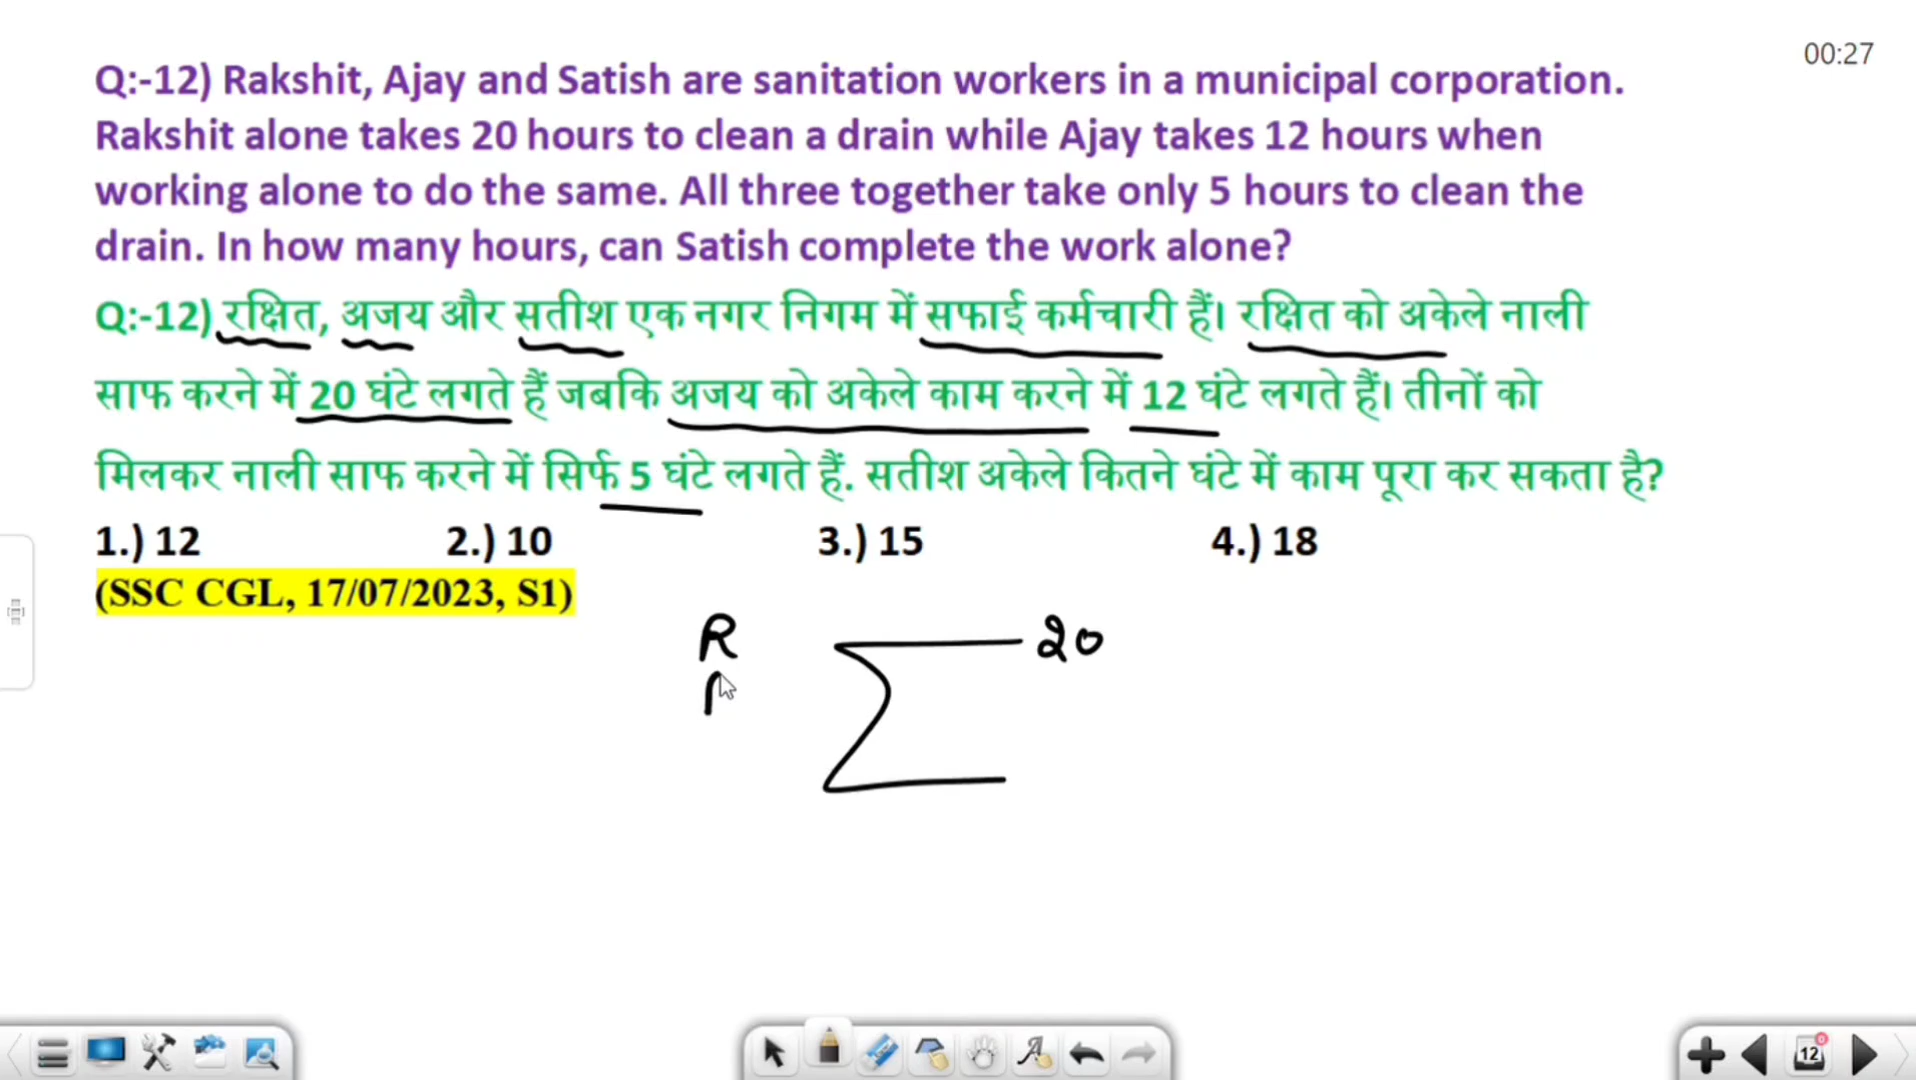 00:27
Q:-12) Rakshit, Ajay and Satish are sanitation workers in a municipal corporation.
Rakshit alone takes 20 hours to clean a drain while Ajay takes 12 hours when
working alone to do the same. All three together take only 5 hours to clean the
drain. In how many hours, can Satish complete the work alone?
Q:-12) रक्षित, अजय और सतीश एक नगर निगम में सफाई कर्मचारी हैं। रक्षित को अकेले नाली
साफ करने में 20 घंटे लगते हैं जबकि अजय को अकेले काम करने में 12 घंटे लगते हैं। तीनों को
मिलकर नाली साफ करने में सिर्फ 5 घंटे लगते हैं. सतीश अकेले कितने घंटे में काम पूरा कर सकता है?
1.) 12 2.) 10 3.) 15 4.) 18
(SSC CGL, 17/07/2023, S1)
R 20
12
0